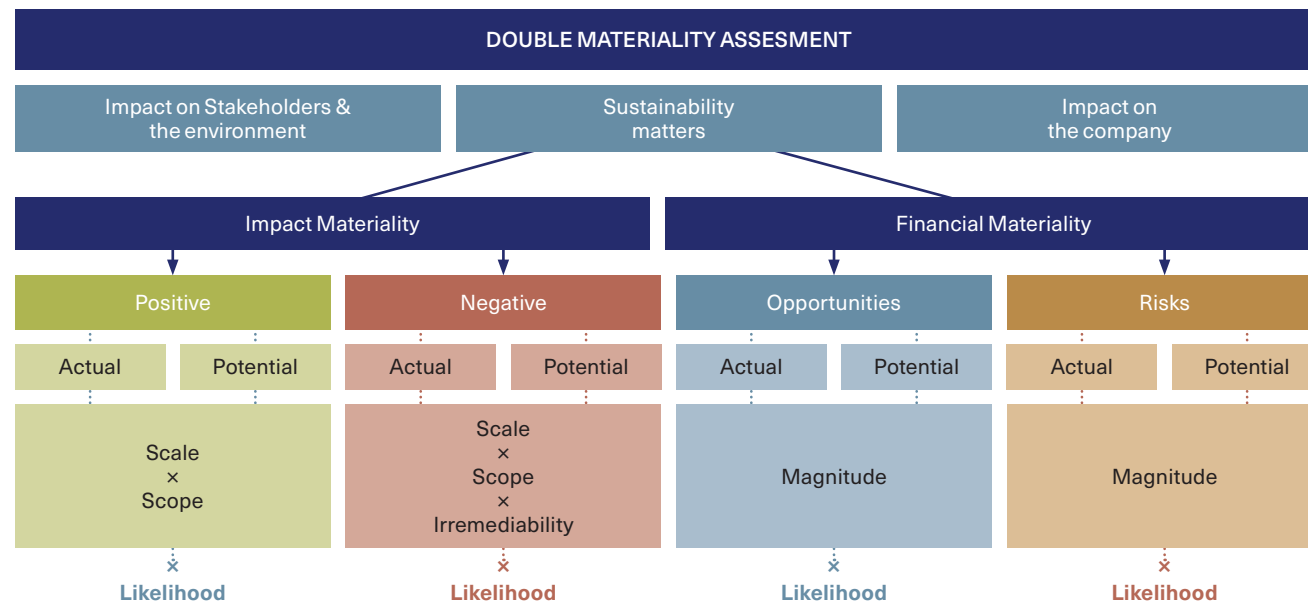 DOUBLE MATERIALITY ASSESMENT
Impact on Stakeholders &
the environment
Sustainability
matters
Impact on
the company
Impact Materiality
Financial Materiality
Positive
Negative
Opportunities
Risks
Actual
Potential
Actual
Potential
Actual
Potential
Actual
Potential
Scale
×
Scope
Scale
×
Scope
×
Irremediability
Magnitude
Magnitude
×
Likelihood
×
Likelihood
×
Likelihood
×
Likelihood